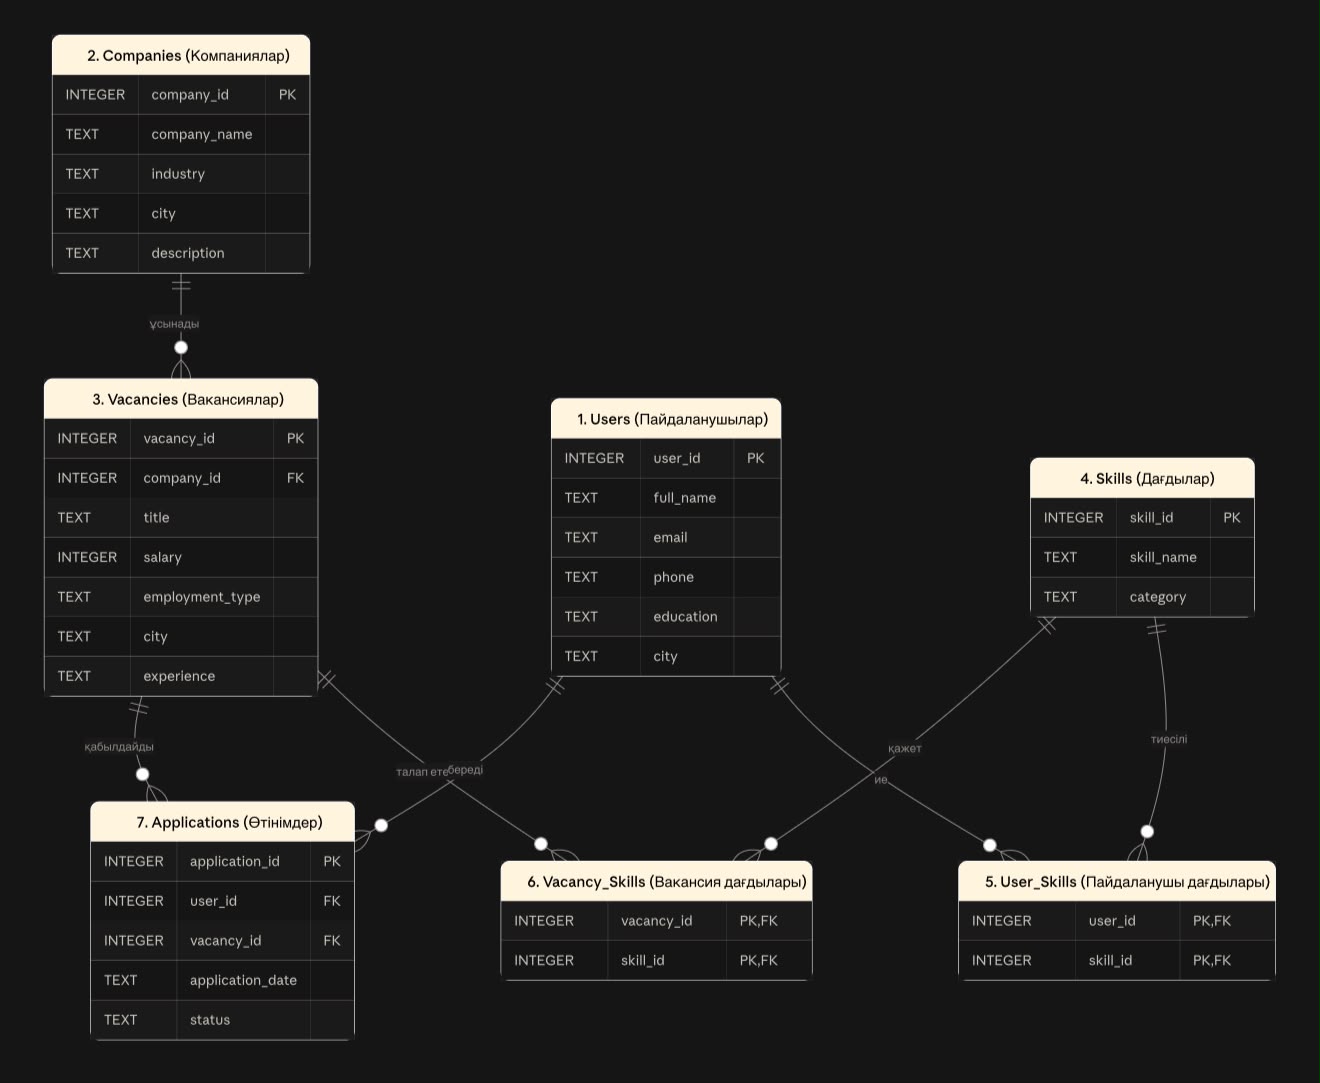 2. Companies (Компаниялар)
INTEGER company_id PK
TEXT company_name
TEXT industry
TEXT city
TEXT description
ұсынады
3. Vacancies (Вакансиялар)
INTEGER vacancy_id PK
INTEGER company_id FK
TEXT title
INTEGER salary
TEXT employment_type
TEXT city
TEXT experience
1. Users (Пайдаланушылар)
INTEGER user_id PK
TEXT full_name
TEXT email
TEXT phone
TEXT education
TEXT city
4. Skills (Дағдылар)
INTEGER skill_id PK
TEXT skill_name
TEXT category
қабылдайды
талап ете
береді
қажет
ие
тиесілі
7. Applications (Өтінімдер)
INTEGER application_id PK
INTEGER user_id FK
INTEGER vacancy_id FK
TEXT application_date
TEXT status
6. Vacancy_Skills (Вакансия дағдылары)
INTEGER vacancy_id PK,FK
INTEGER skill_id PK,FK
5. User_Skills (Пайдаланушы дағдылары)
INTEGER user_id PK,FK
INTEGER skill_id PK,FK